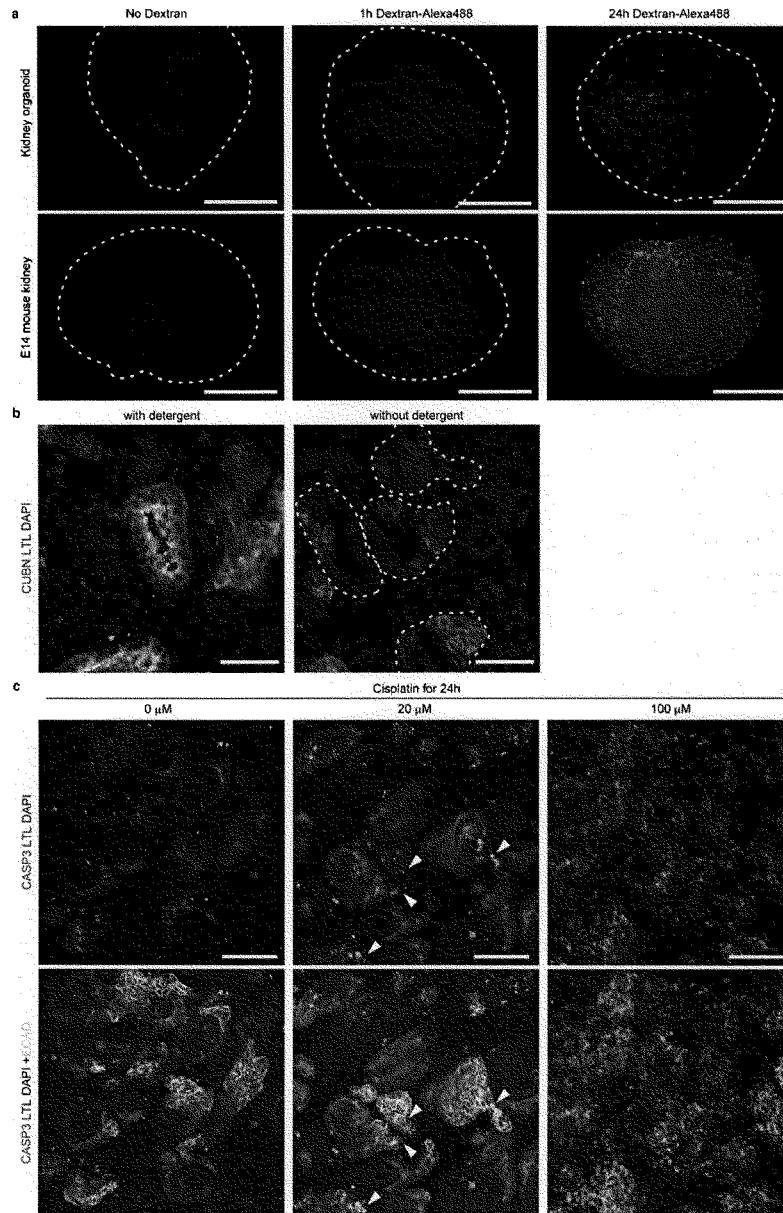 a
No Dextran 1h Dextran-Alexa488 24h Dextran-Alexa488
Kidney organoid
E14 mouse kidney
b
with detergent without detergent
CUBN LTL DAPI
c
Cisplatin for 24h
0 μM 20 μM 100 μM
CASP3 LTL DAPI
CASP3 LTL DAPI +ECAD